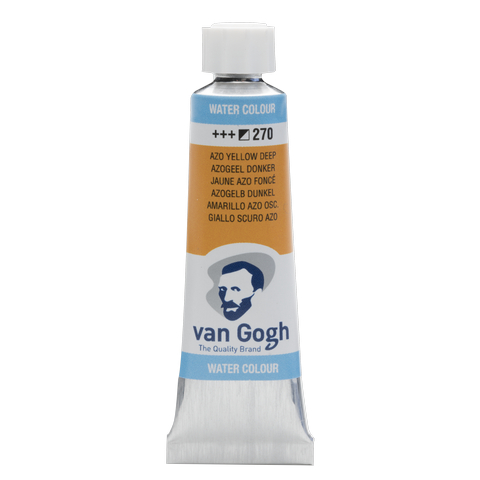 WATER COLOUR
+++ 270
AZO YELLOW DEEP
AZOGEEL DONKER
JAUNE AZO FONCÉ
AZOGELB DUNKEL
AMARILLO AZO OSC.
GIALLO SCURO AZO
van Gogh
The Quality Brand
WATER COLOUR